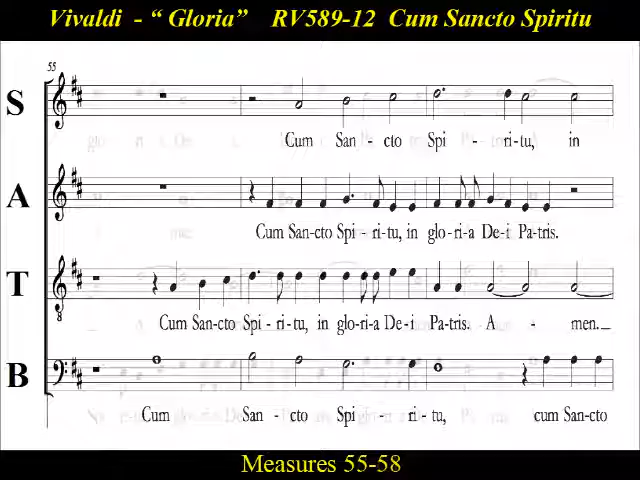 Vivaldi - “ Gloria” RV589-12 Cum Sancto Spiritu
55
S
Cum San - cto Spi - ri-tu, in
A
Cum San-cto Spi - ri-tu, in glo-ri-a De-i Pa-tris.
T
8
Cum San-cto Spi - ri-tu, in glo-ri-a De-i Pa-tris. A - men.
B
Cum San - cto Spi - ri - tu, cum San-cto
Measures 55-58